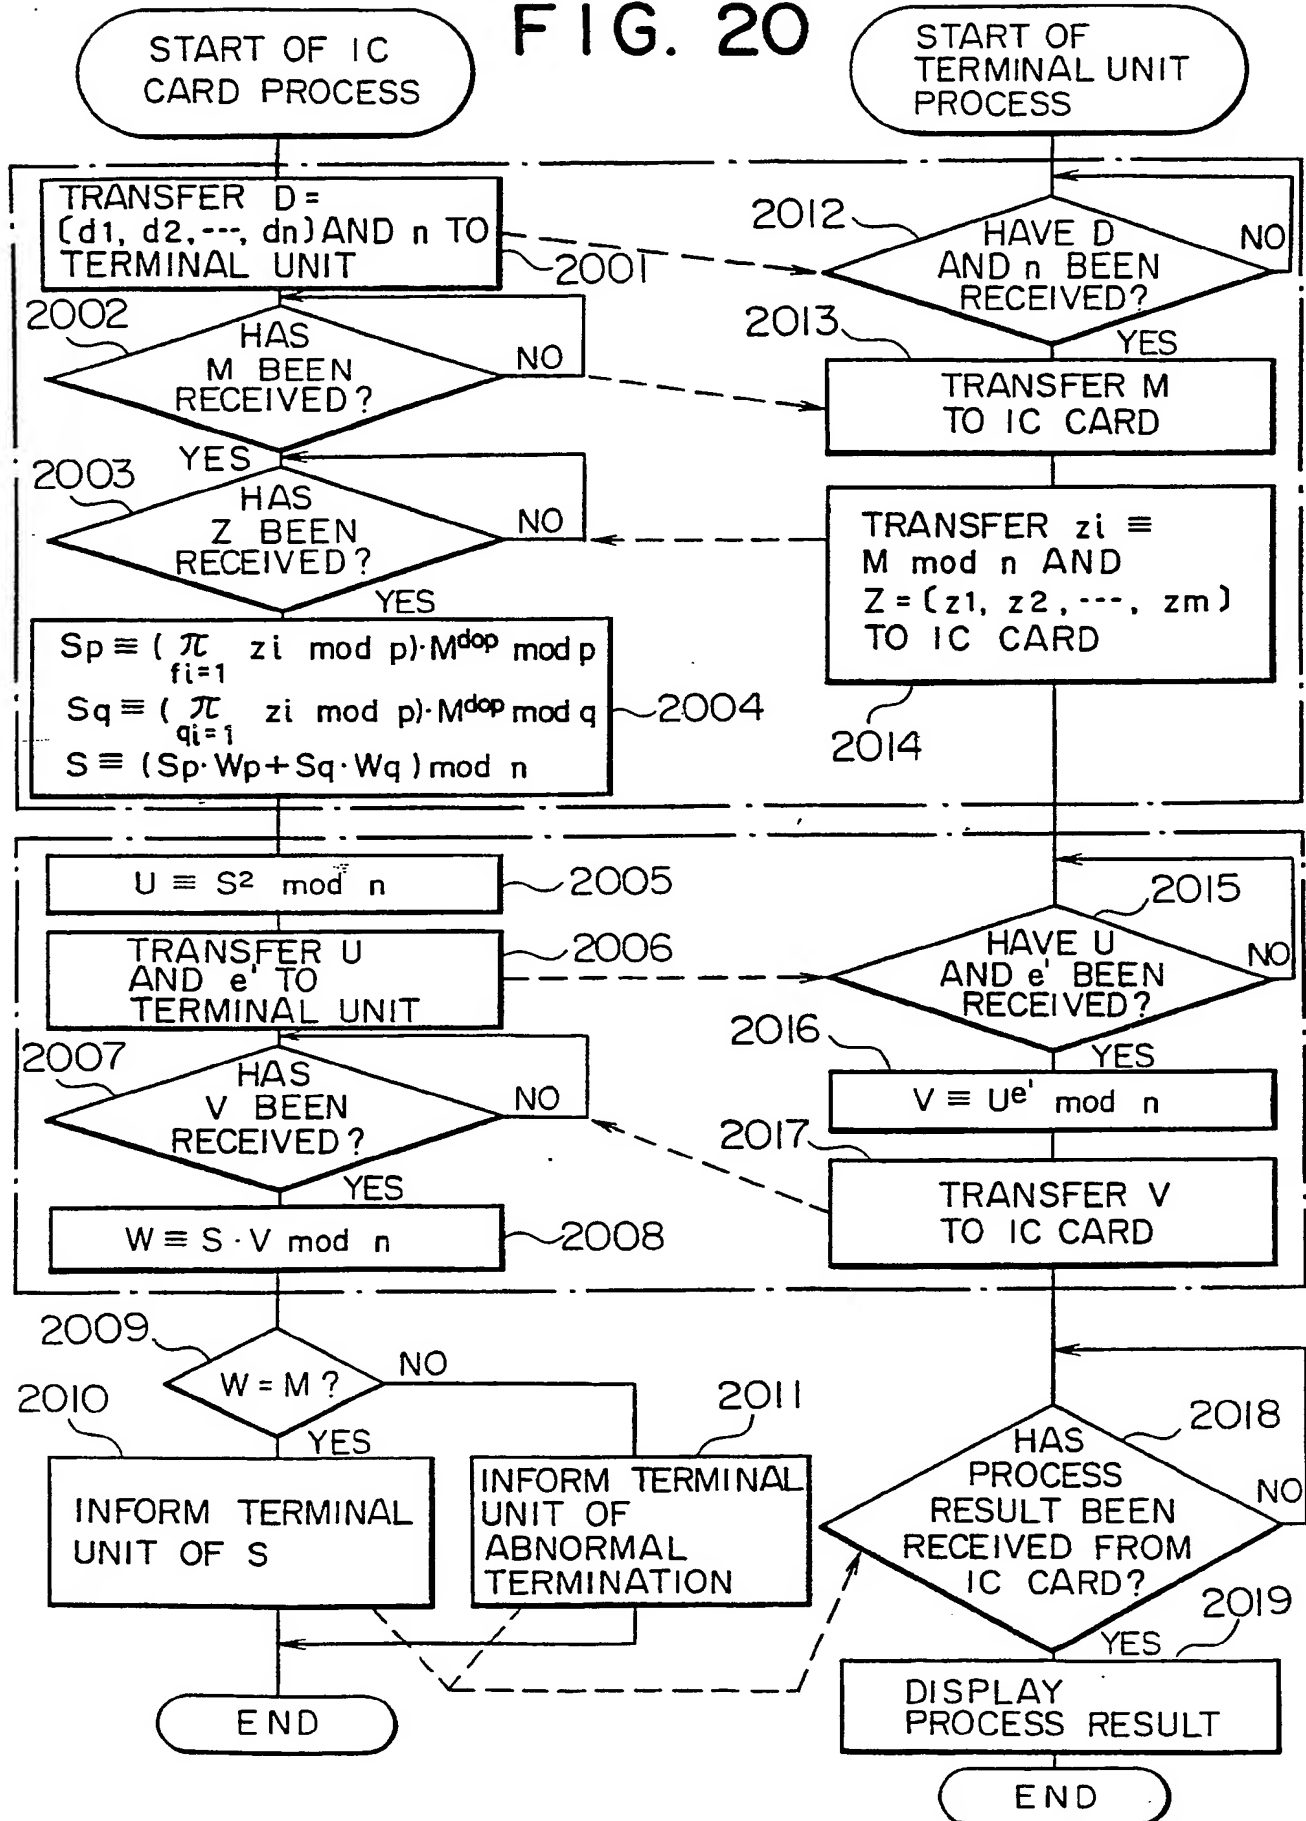 FIG. 20
START OF IC
CARD PROCESS
TRANSFER D =
(d1, d2, ---, dn) AND n TO
TERMINAL UNIT
2001
2002
HAS
M BEEN
RECEIVED?
NO
YES
2003
HAS
Z BEEN
RECEIVED?
NO
YES
Sp ≡ ( π zi mod p)·M^dop mod p
fi=1
Sq ≡ ( π zi mod p)·M^dop mod q
qi=1
S ≡ (Sp·Wp+Sq·Wq) mod n
2004
U ≡ S² mod n
2005
TRANSFER U
AND e' TO
TERMINAL UNIT
2006
2007
HAS
V BEEN
RECEIVED?
NO
YES
W ≡ S·V mod n
2008
2009
W = M?
NO
YES
2010
INFORM TERMINAL
UNIT OF S
2011
INFORM TERMINAL
UNIT OF
ABNORMAL
TERMINATION
END
START OF
TERMINAL UNIT
PROCESS
2012
HAVE D
AND n BEEN
RECEIVED?
NO
YES
2013
TRANSFER M
TO IC CARD
TRANSFER zi ≡
M mod n AND
Z = (z1, z2, ---, zm)
TO IC CARD
2014
2015
HAVE U
AND e' BEEN
RECEIVED?
NO
YES
2016
V ≡ U^e' mod n
2017
TRANSFER V
TO IC CARD
2018
HAS
PROCESS
RESULT BEEN
RECEIVED FROM
IC CARD?
NO
YES
2019
DISPLAY
PROCESS RESULT
END